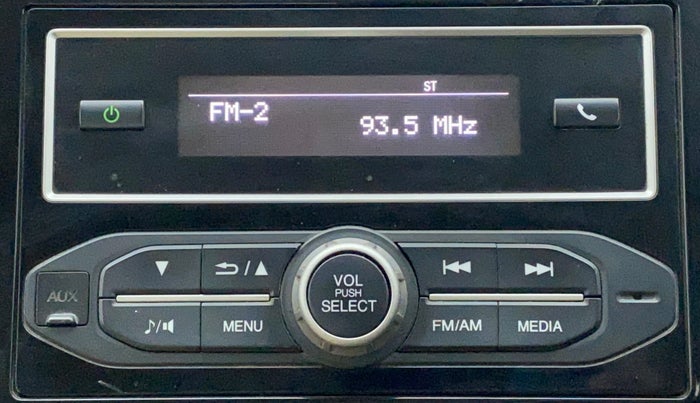 ST
FM-2
93.5 MHz
VOL
PUSH
SELECT
AUX
MENU
FM/AM
MEDIA